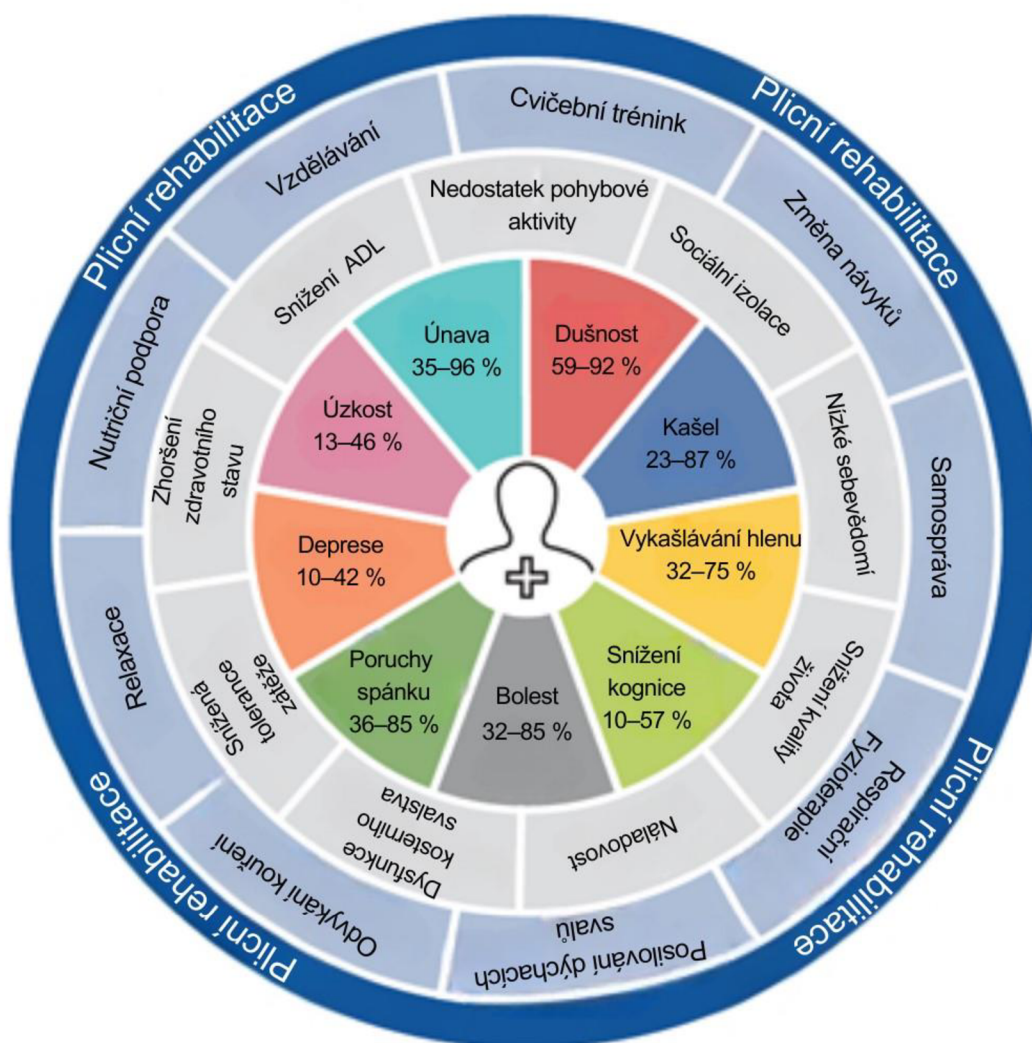 Plicní rehabilitace
Plicní rehabilitace
Plicní rehabilitace
Plicní rehabilitace
Cvičební trénink
Změna návyků
Samospráva
Respirační
Fyzioterapie
Posilování dýchacích
svalů
Odvykání kouření
Relaxace
Nutriční podpora
Vzdělávání
Nedostatek pohybové
aktivity
Sociální izolace
Nízké sebevědomí
Snížení kvality
života
Náladovost
Dysfunkce
kosterního
svalstva
Snížená
tolerance
zátěže
Zhoršení
zdravotního
stavu
Snížení ADL
Dušnost
59–92 %
Kašel
23–87 %
Vykašlávání hlenu
32–75 %
Snížení
kognice
10–57 %
Bolest
32–85 %
Poruchy
spánku
36–85 %
Deprese
10–42 %
Úzkost
13–46 %
Únava
35–96 %